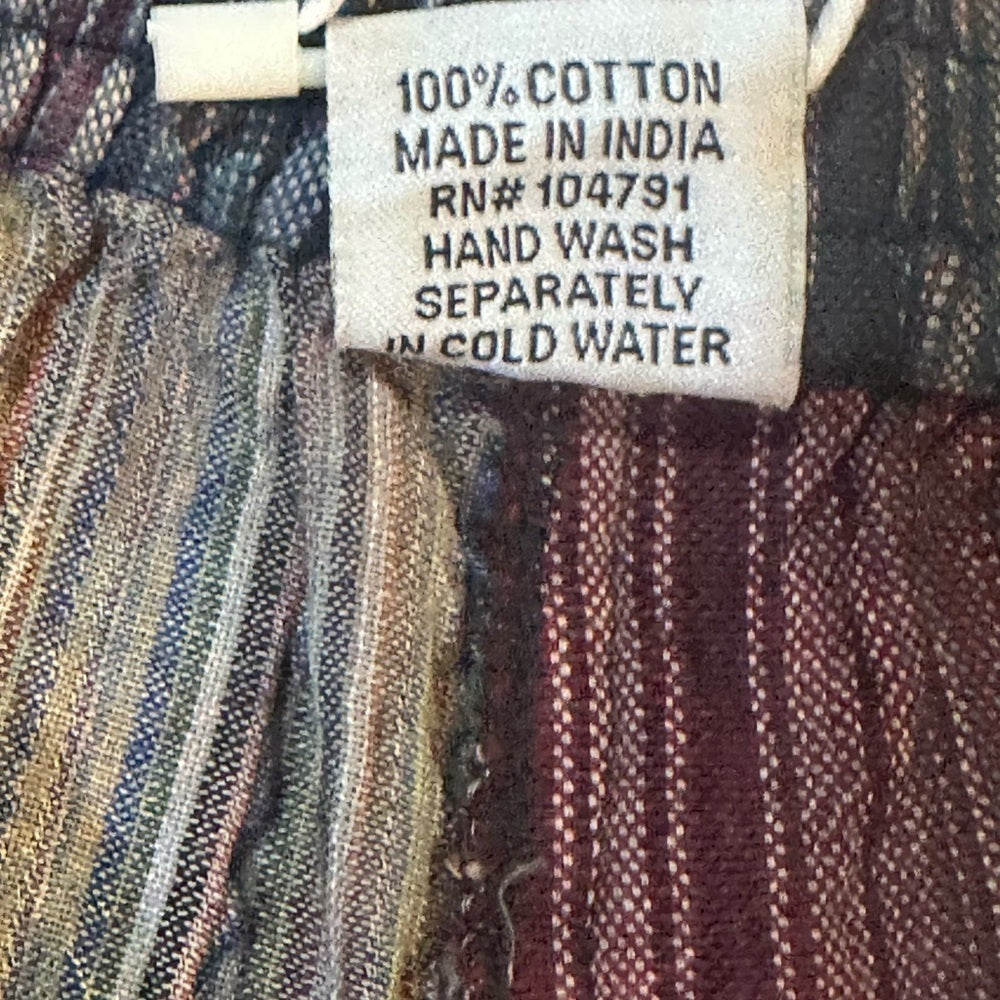 100% COTTON
MADE IN INDIA
RN# 104791
HAND WASH
SEPARATELY
IN COLD WATER